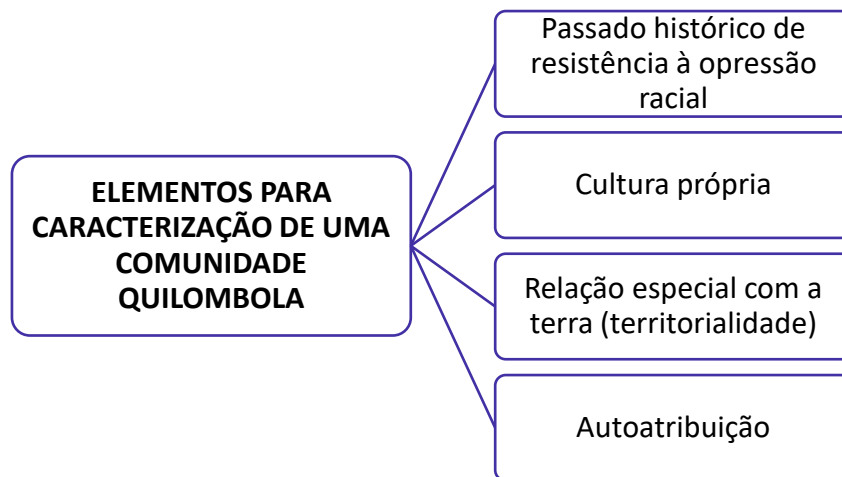 ELEMENTOS PARA
CARACTERIZAÇÃO DE UMA
COMUNIDADE
QUILOMBOLA
Passado histórico de
resistência à opressão
racial
Cultura própria
Relação especial com a
terra (territorialidade)
Autoatribuição